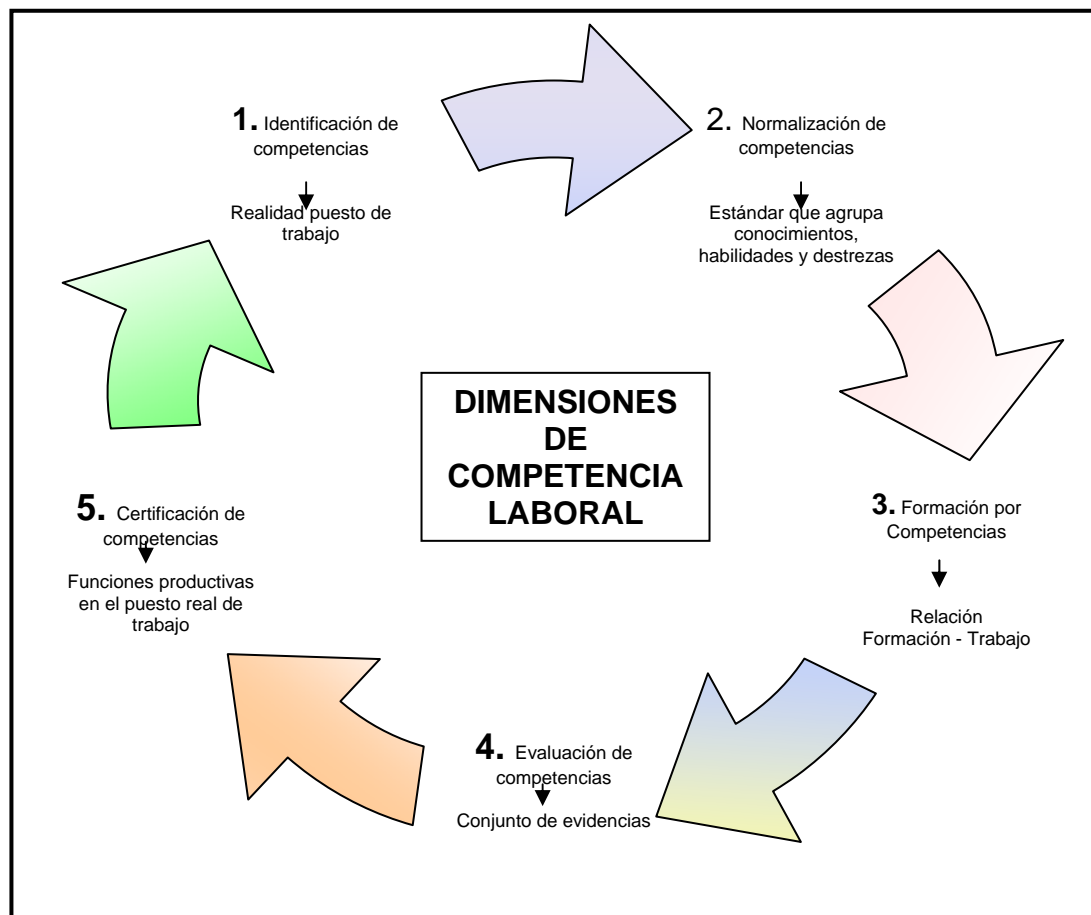 1. Identificación de
competencias
Realidad puesto de
trabajo
2. Normalización de
competencias
Estándar que agrupa
conocimientos,
habilidades y destrezas
DIMENSIONES
DE
COMPETENCIA
LABORAL
3. Formación por
Competencias
Relación
Formación - Trabajo
4. Evaluación de
competencias
Conjunto de evidencias
5. Certificación de
competencias
Funciones productivas
en el puesto real de
trabajo